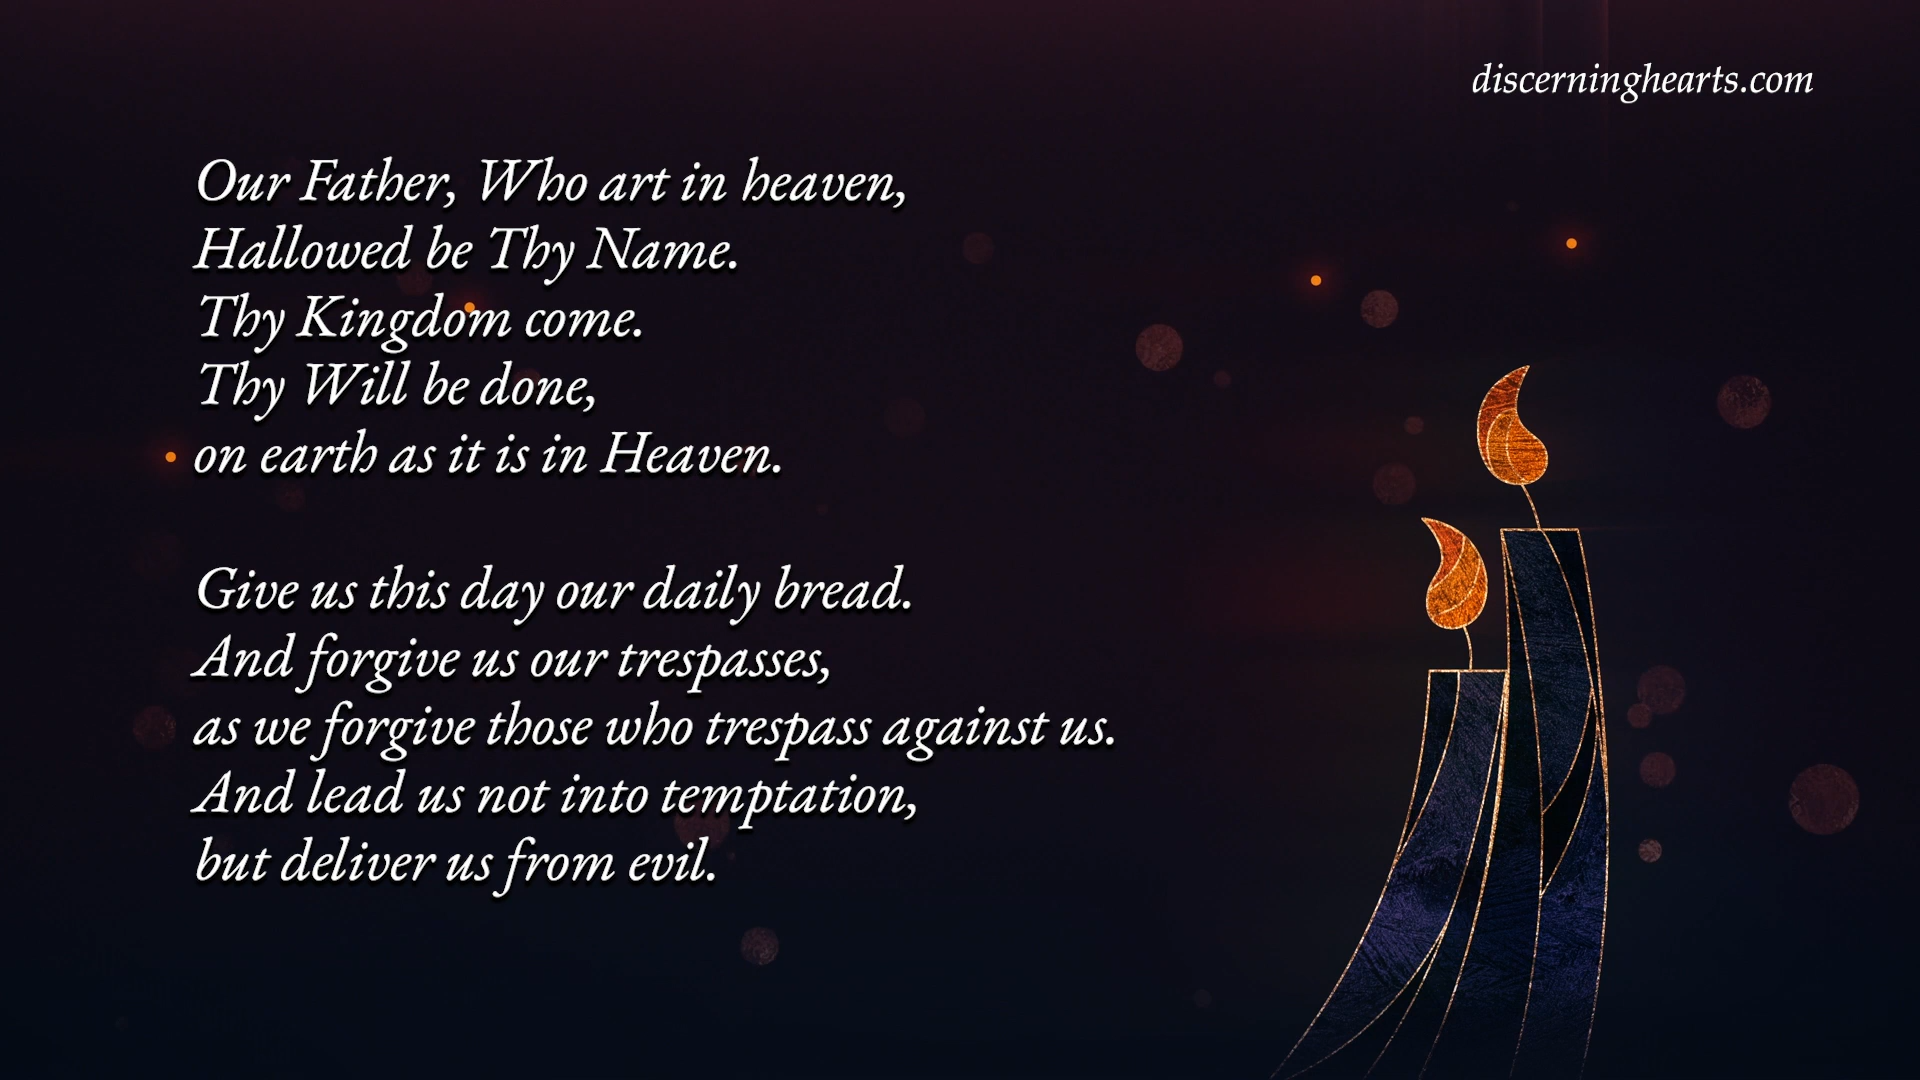 discerninghearts.com
Our Father, Who art in heaven,
Hallowed be Thy Name.
Thy Kingdom come.
Thy Will be done,
on earth as it is in Heaven.
Give us this day our daily bread.
And forgive us our trespasses,
as we forgive those who trespass against us.
And lead us not into temptation,
but deliver us from evil.